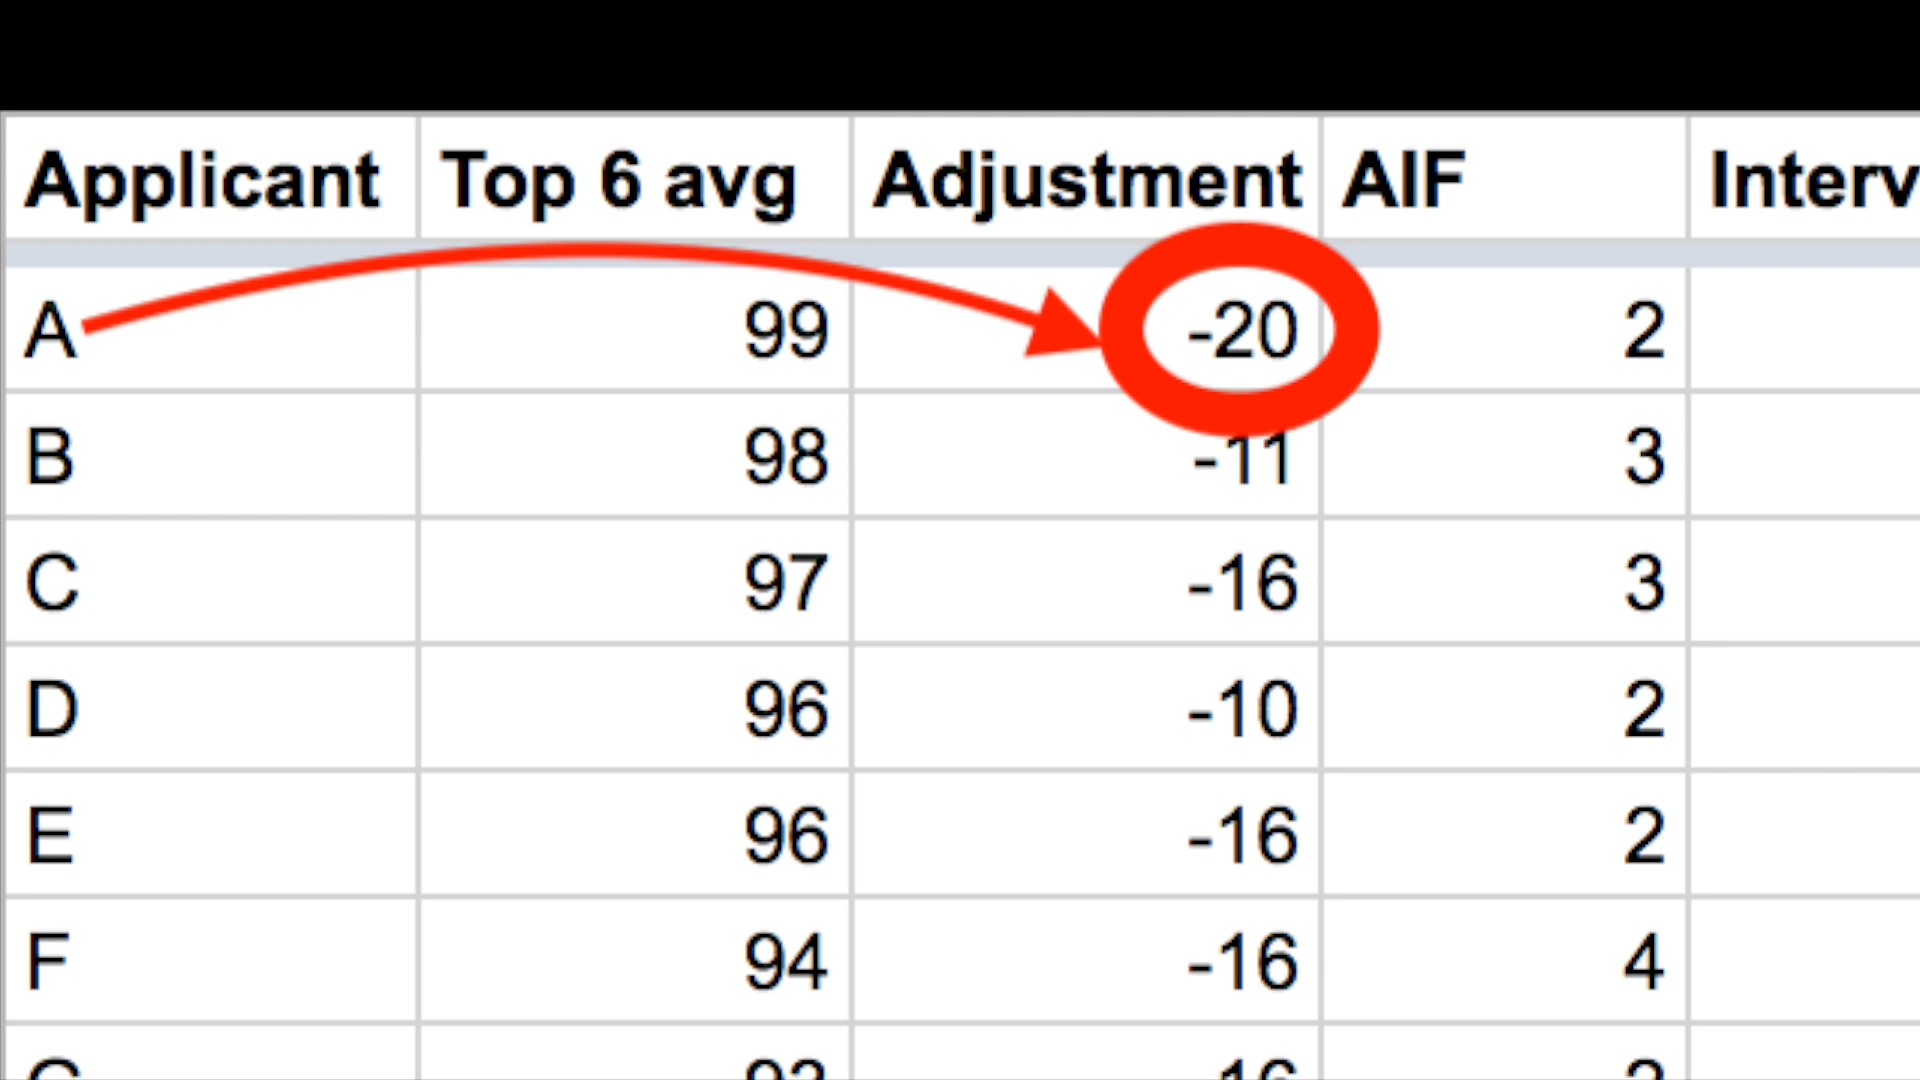 Applicant Top 6 avg Adjustment AIF Interv
A 99 -20 2
B 98 -11 3
C 97 -16 3
D 96 -10 2
E 96 -16 2
F 94 -16 4